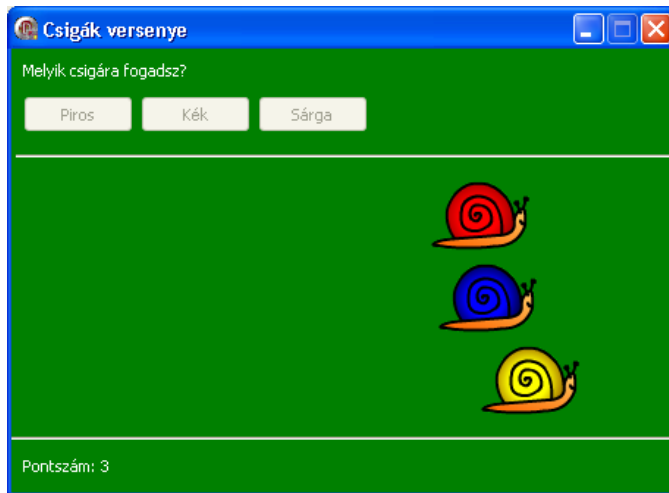 Csigák versenye
Melyik csigára fogadsz?
Piros Kék Sárga
Pontszám: 3